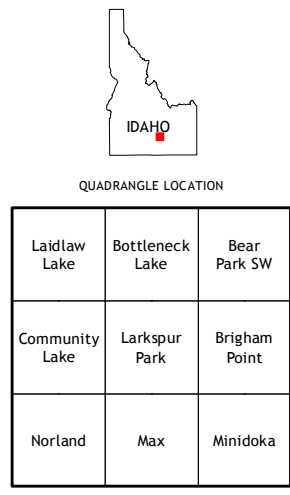 IDAHO
QUADRANGLE LOCATION
Laidlaw
Lake
Bottleneck
Lake
Bear
Park SW
Community
Lake
Larkspur
Park
Brigham
Point
Norland
Max
Minidoka